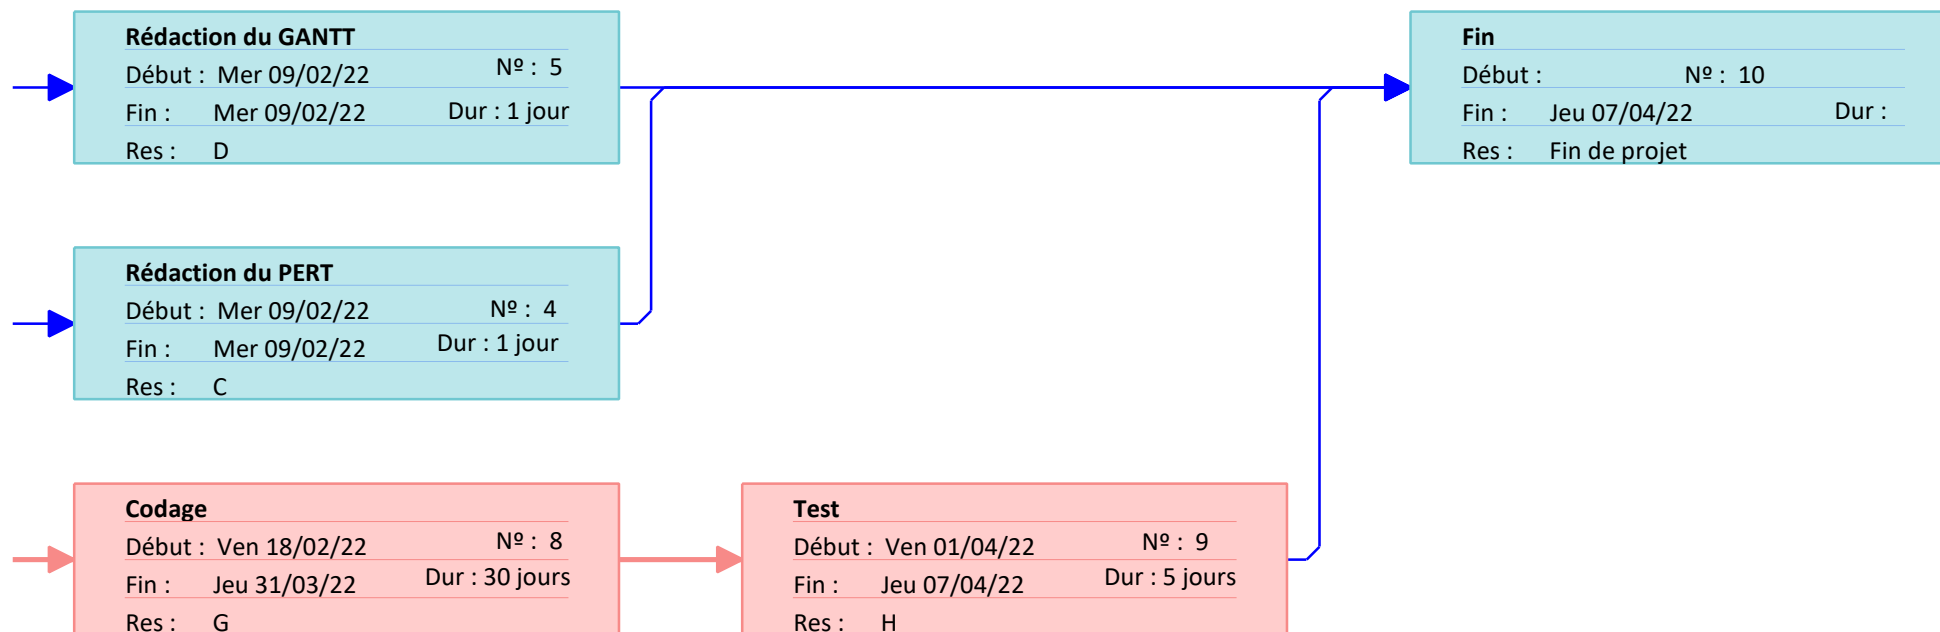 Rédaction du GANTT
Début : Mer 09/02/22 Nº : 5
Fin : Mer 09/02/22 Dur : 1 jour
Res : D
Fin
Début : Nº : 10
Fin : Jeu 07/04/22 Dur :
Res : Fin de projet
Rédaction du PERT
Début : Mer 09/02/22 Nº : 4
Fin : Mer 09/02/22 Dur : 1 jour
Res : C
Codage
Début : Ven 18/02/22 Nº : 8
Fin : Jeu 31/03/22 Dur : 30 jours
Res : G
Test
Début : Ven 01/04/22 Nº : 9
Fin : Jeu 07/04/22 Dur : 5 jours
Res : H